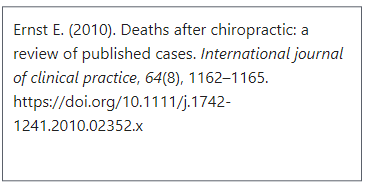 Ernst E. (2010). Deaths after chiropractic: a
review of published cases. International journal
of clinical practice, 64(8), 1162–1165.
https://doi.org/10.1111/j.1742-
1241.2010.02352.x